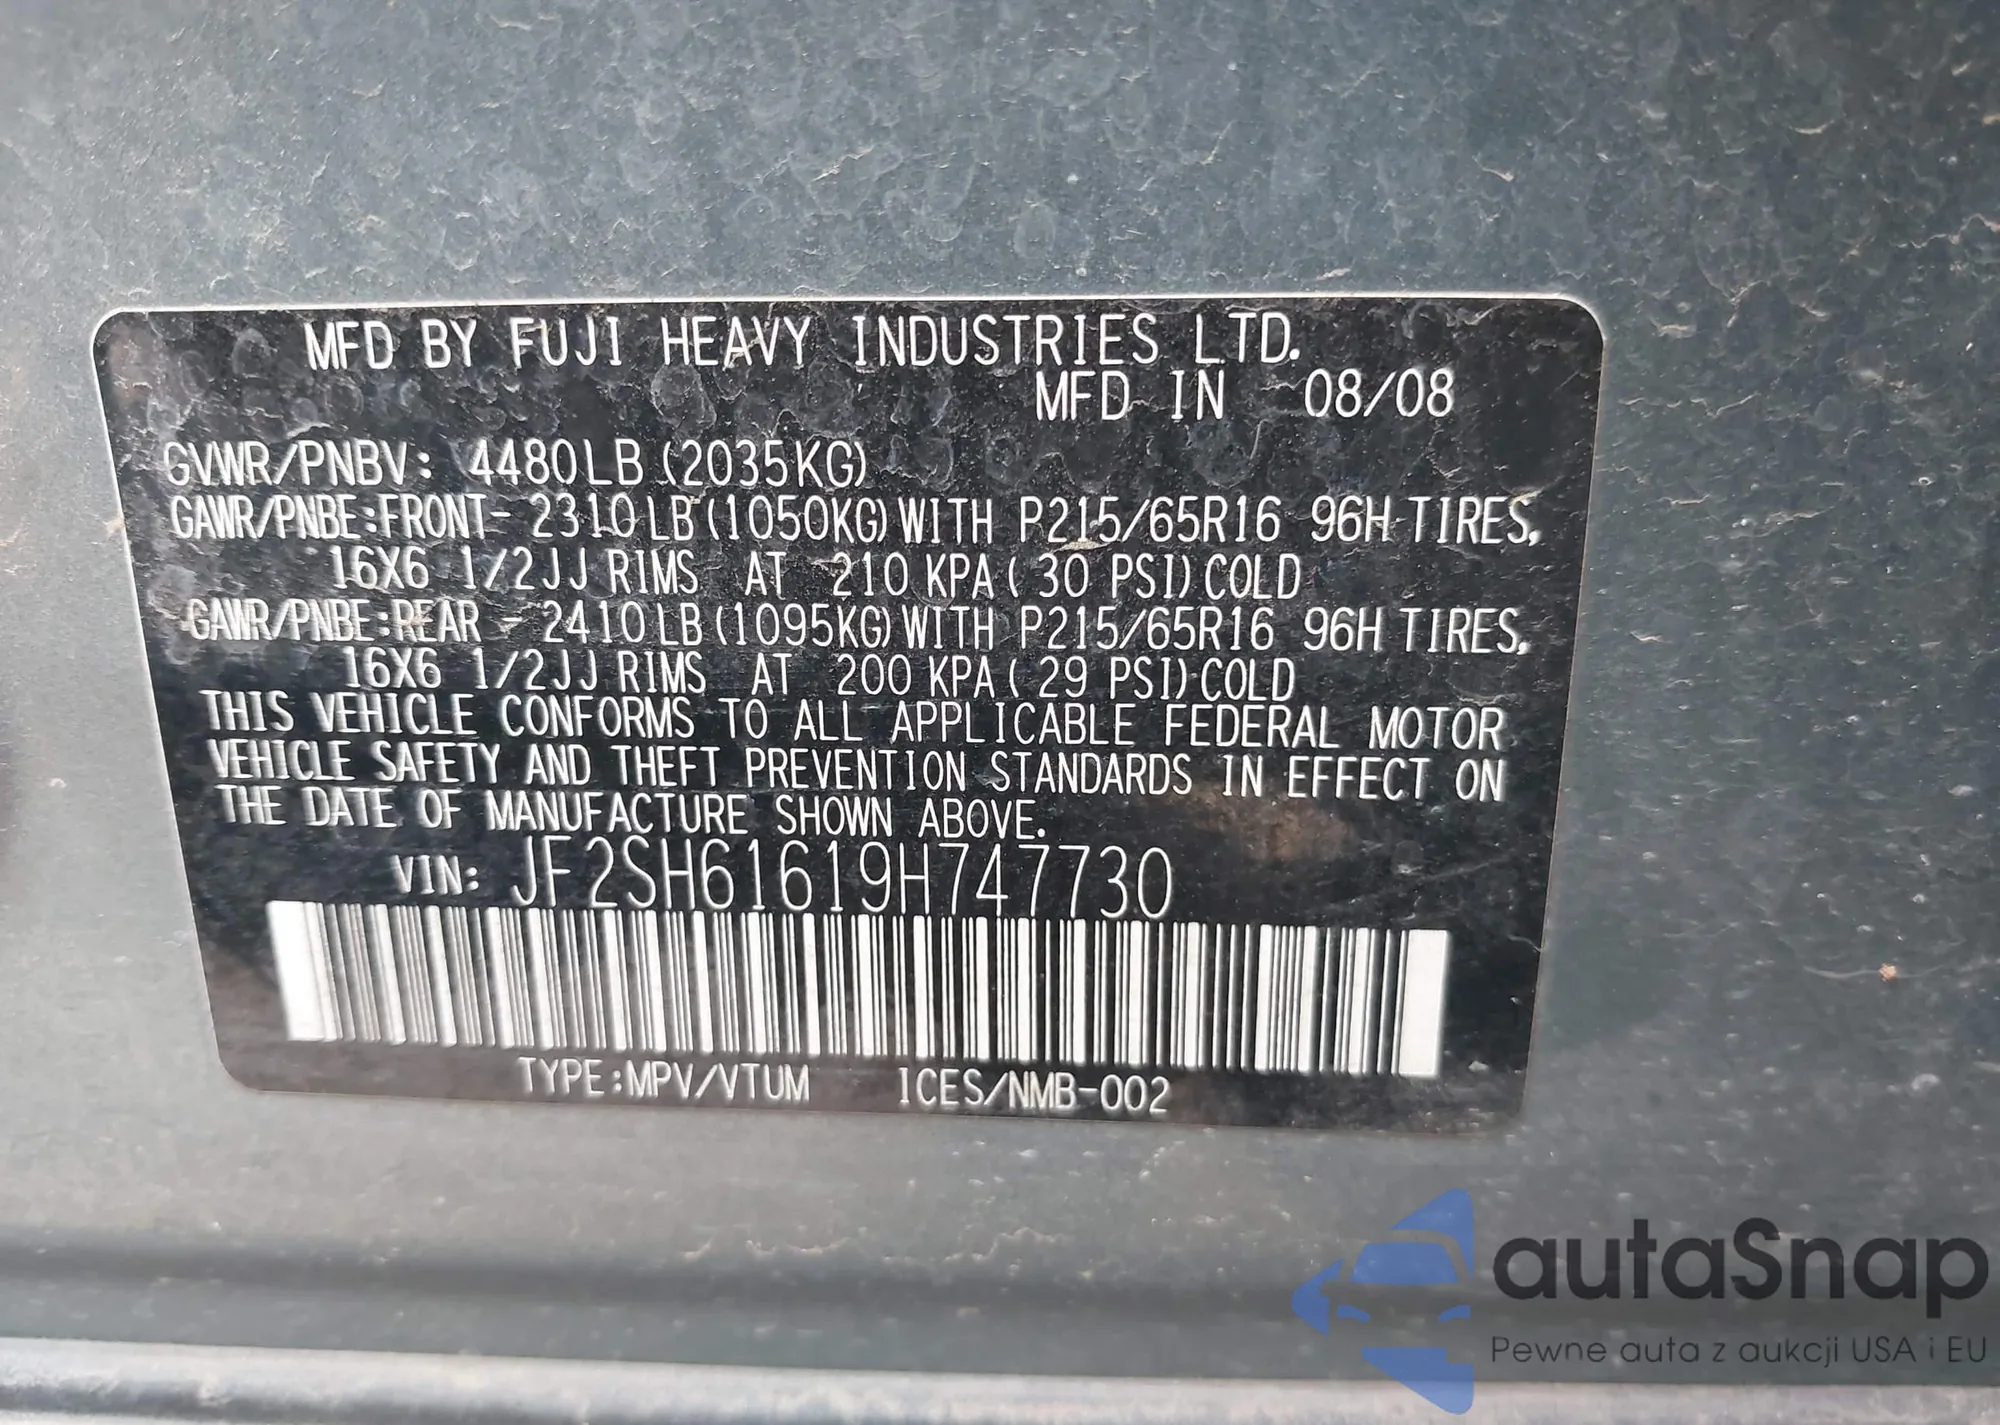 MFD BY FUJI HEAVY INDUSTRIES LTD.
MFD IN 08/08
GVWR/PNBV: 4480LB (2035KG)
GAWR/PNBE:FRONT- 2310LB (1050KG) WITH P215/65R16 96H TIRES,
16X6 1/2JJ RIMS AT 210 KPA ( 30 PSI) COLD
GAWR/PNBE:REAR - 2410LB (1095KG) WITH P215/65R16 96H TIRES,
16X6 1/2JJ RIMS AT 200 KPA ( 29 PSI) COLD
THIS VEHICLE CONFORMS TO ALL APPLICABLE FEDERAL MOTOR
VEHICLE SAFETY AND THEFT PREVENTION STANDARDS IN EFFECT ON
THE DATE OF MANUFACTURE SHOWN ABOVE.
VIN: JF2SH61619H747730
TYPE:MPV/VTUM ICES/NMB-002
autaSnap
Pewne auta z aukcji USA i EU